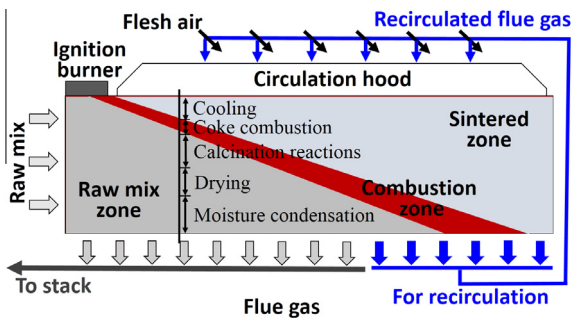 Flesh air
Recirculated flue gas
Ignition
burner
Circulation hood
Cooling
Coke combustion
Calcination reactions
Drying
Moisture condensation
Sintered
zone
Raw mix
Raw mix
zone
Combustion
zone
To stack
Flue gas
For recirculation